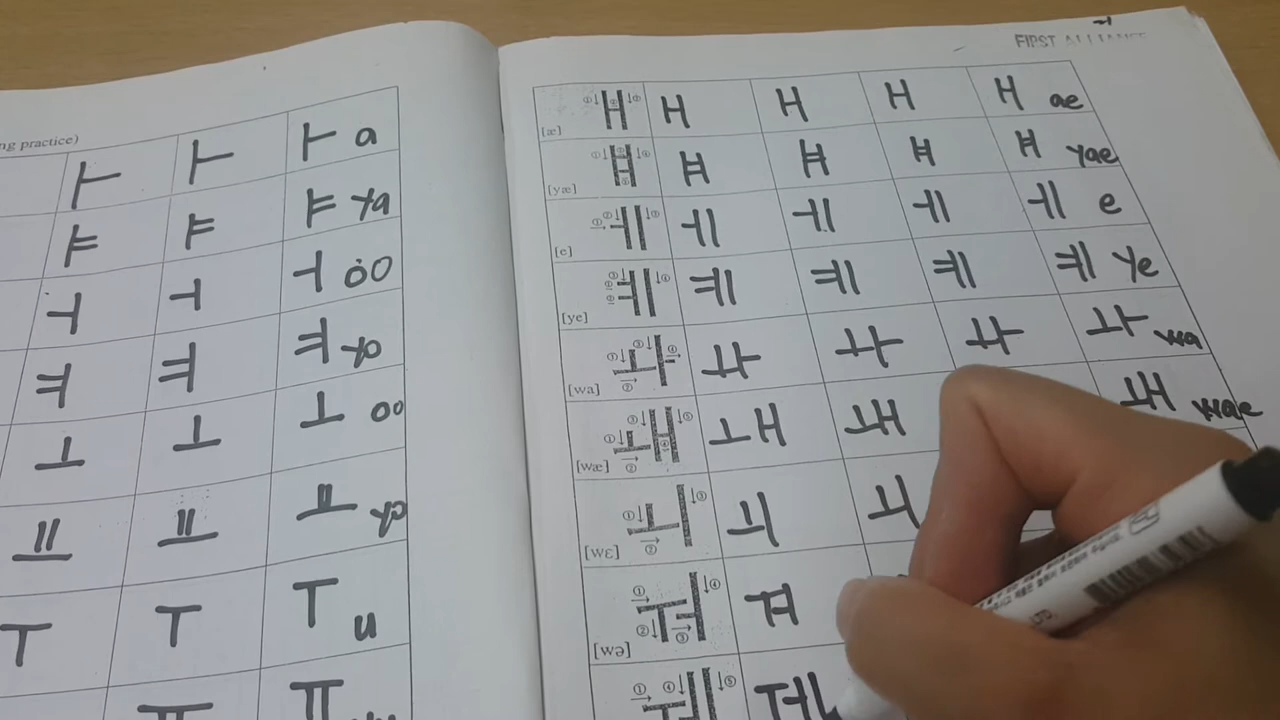 ng practice)
ㅏ ㅏ ㅏ a
ㅑ ㅑ ㅑ ya
ㅓ ㅓ ㅓ oo
ㅕ ㅕ ㅕ yo
ㅗ ㅗ ㅗ oo
ㅛ ㅛ ㅛ yo
ㅜ ㅜ ㅜ u
ㅠ ㅠ
FIRST ALLIANCE
[æ] ㅐ ㅐ ㅐ ㅐ ㅐ ae
[yæ] ㅒ ㅒ ㅒ ㅒ ㅒ yae
[e] ㅔ ㅔ ㅔ ㅔ ㅔ e
[ye] ㅖ ㅖ ㅖ ㅖ ㅖ ye
[wa] ㅘ ㅘ ㅘ ㅘ ㅘ wa
[wæ] ㅙ ㅙ ㅙ ㅙ wae
[wɛ] ㅚ ㅚ ㅚ
[wə] ㅝ ㅝ
ㅞ ㅞ